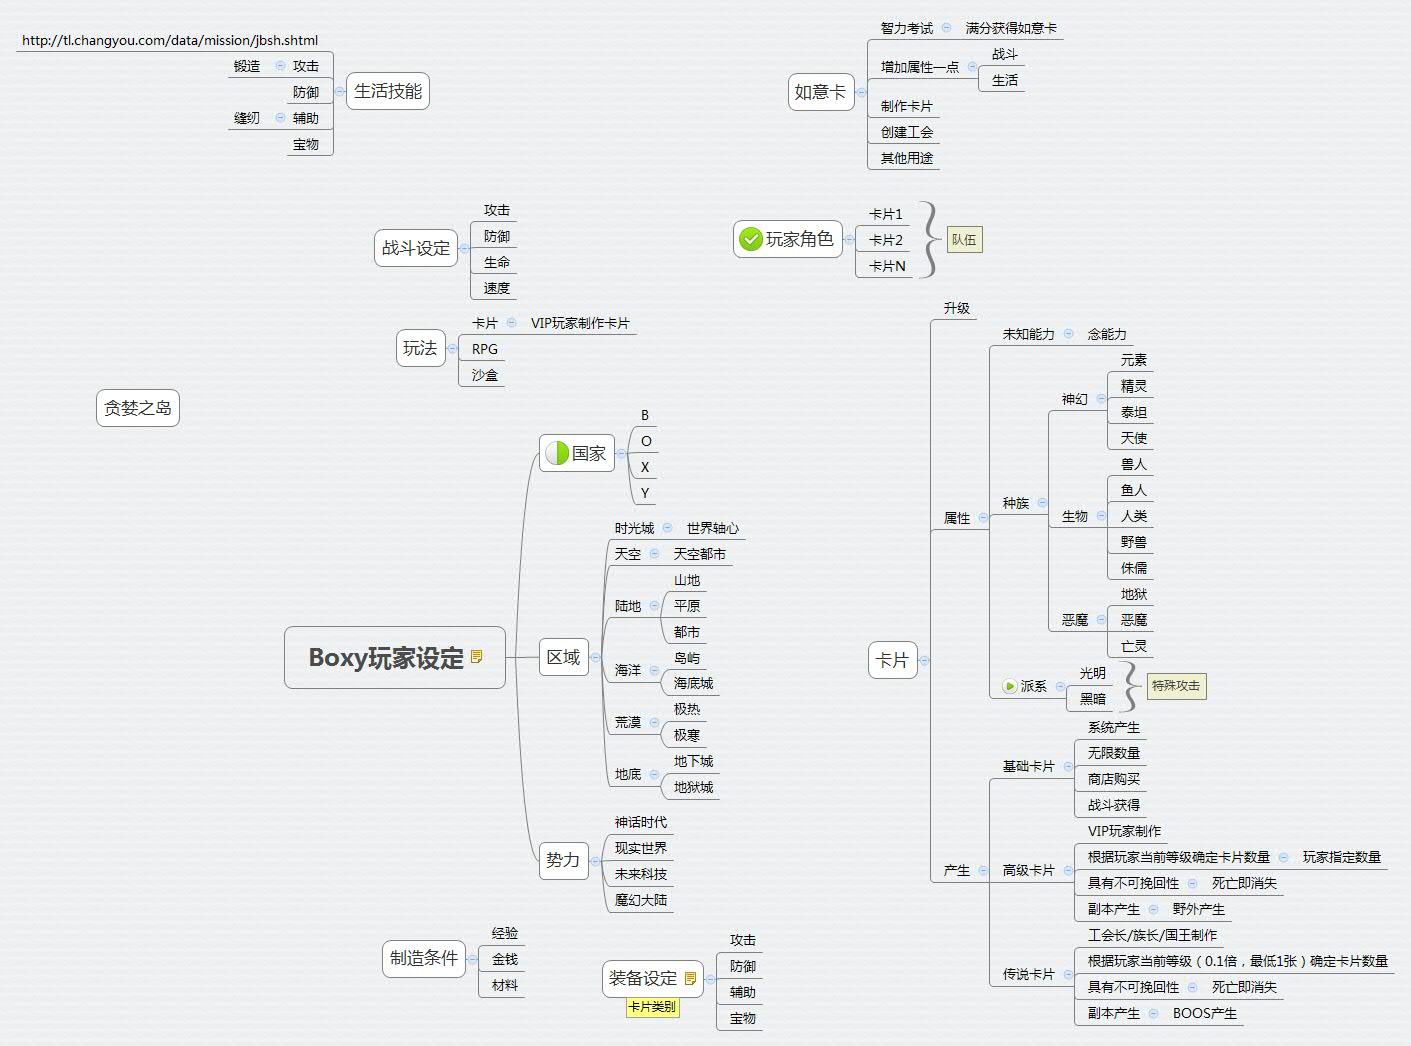 http://tl.changyou.com/data/mission/jbsh.shtml
锻造
攻击
防御
缝纫
辅助
宝物
生活技能
如意卡
智力考试
满分获得如意卡
增加属性一点
战斗
生活
制作卡片
创建工会
其他用途
战斗设定
攻击
防御
生命
速度
玩家角色
卡片1
卡片2
卡片N
队伍
玩法
卡片
VIP玩家制作卡片
RPG
沙盒
贪婪之岛
Boxy玩家设定
国家
B
O
X
Y
区域
时光城
世界轴心
天空
天空都市
陆地
山地
平原
都市
海洋
岛屿
海底城
荒漠
极热
极寒
地底
地下城
地狱城
势力
神话时代
现实世界
未来科技
魔幻大陆
制造条件
经验
金钱
材料
装备设定
卡片类别
攻击
防御
辅助
宝物
卡片
升级
属性
未知能力
念能力
种族
神幻
元素
精灵
泰坦
天使
生物
兽人
鱼人
人类
野兽
侏儒
恶魔
地狱
恶魔
亡灵
派系
光明
黑暗
特殊攻击
产生
基础卡片
系统产生
无限数量
商店购买
战斗获得
高级卡片
VIP玩家制作
根据玩家当前等级确定卡片数量
玩家指定数量
具有不可挽回性
死亡即消失
副本产生
野外产生
传说卡片
工会长/族长/国王制作
根据玩家当前等级（0.1倍，最低1张）确定卡片数量
具有不可挽回性
死亡即消失
副本产生
BOOS产生